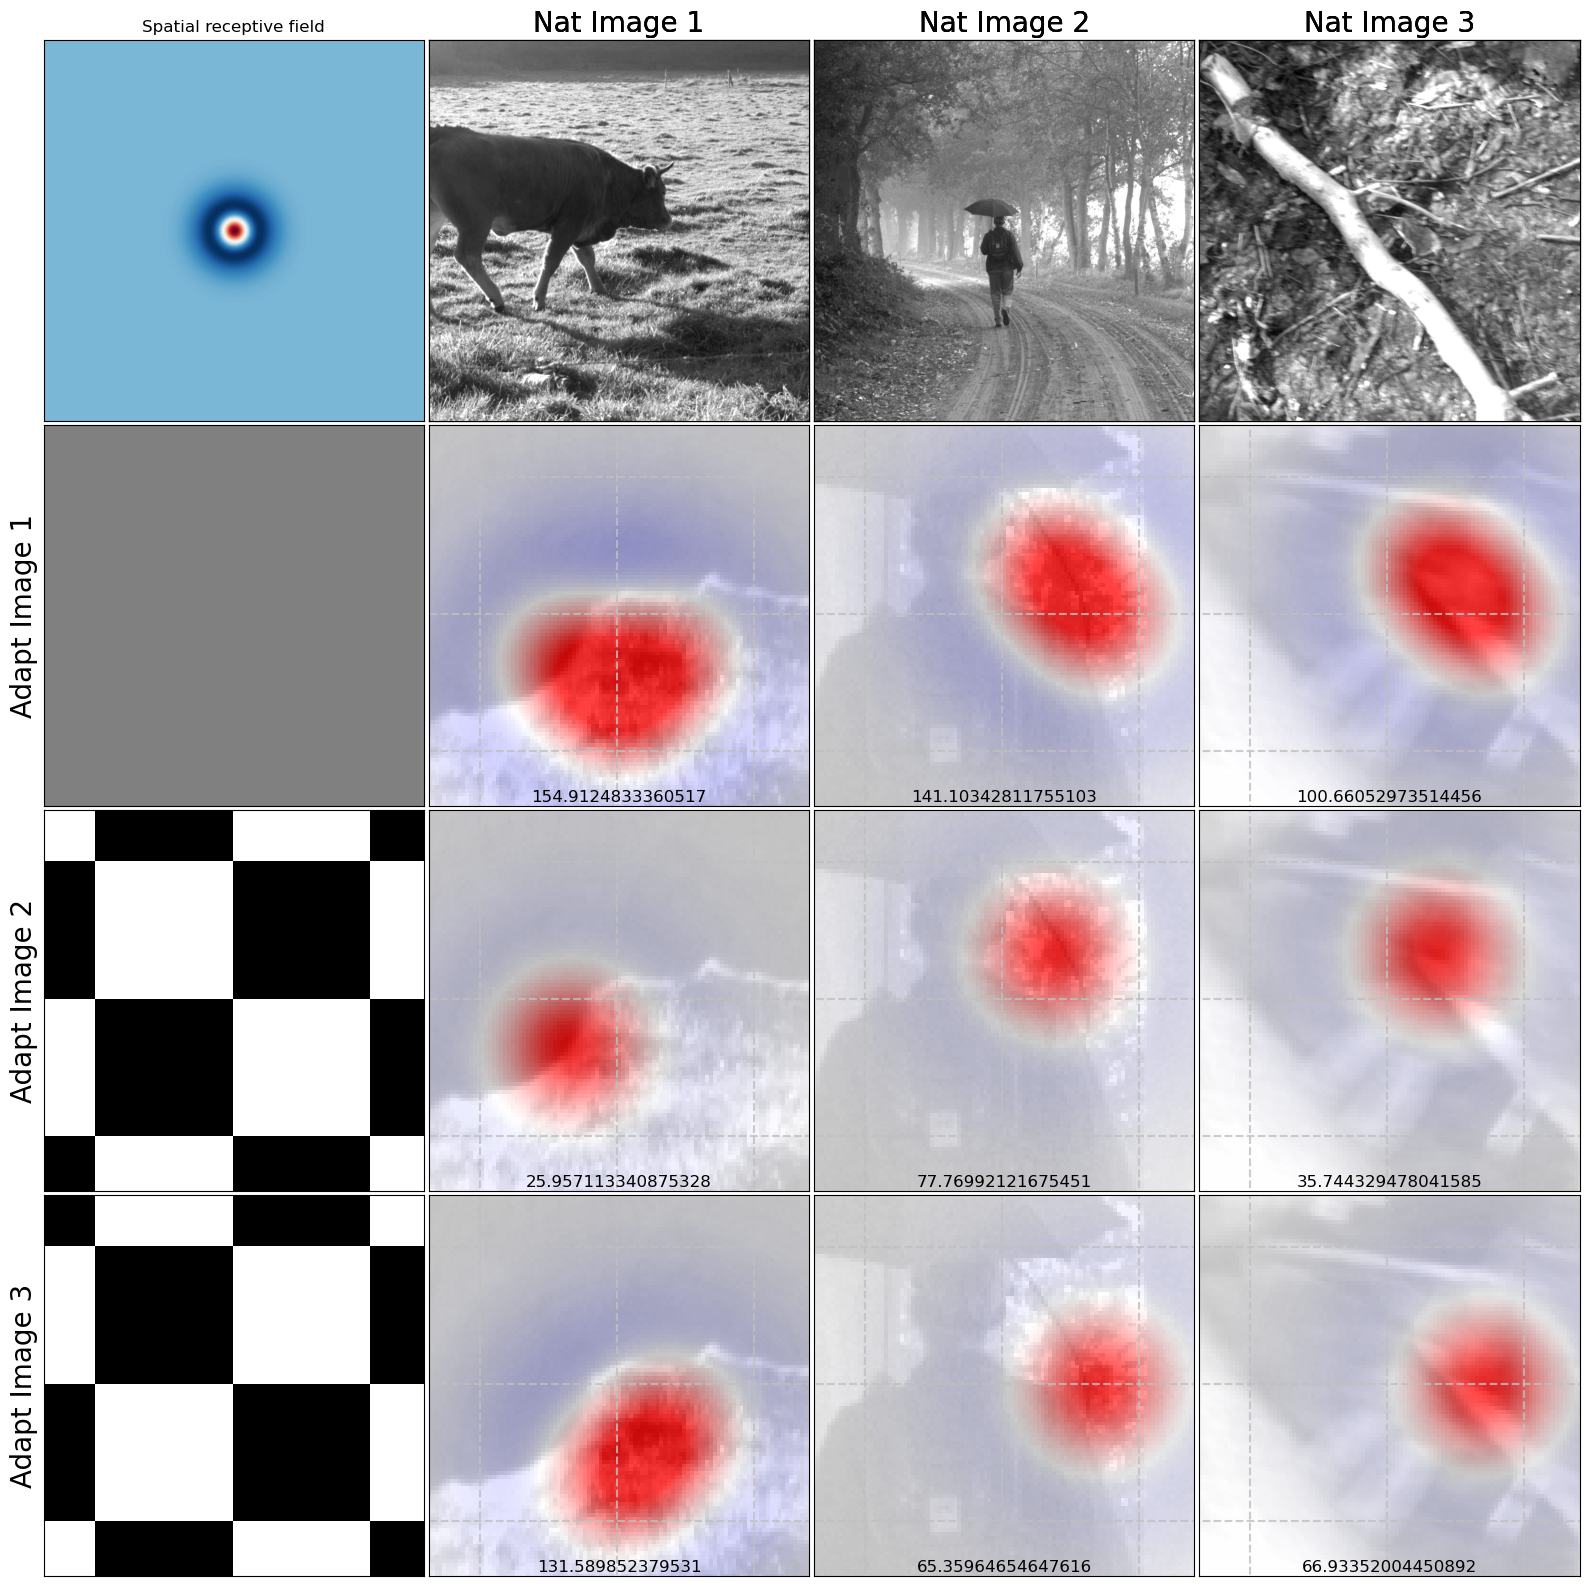 Spatial receptive field
Nat Image 1
Nat Image 2
Nat Image 3
Adapt Image 1
154.9124833360517
141.10342811755103
100.66052973514456
Adapt Image 2
25.957113340875328
77.76992121675451
35.744329478041585
Adapt Image 3
131.589852379531
65.35964654647616
66.93352004450892